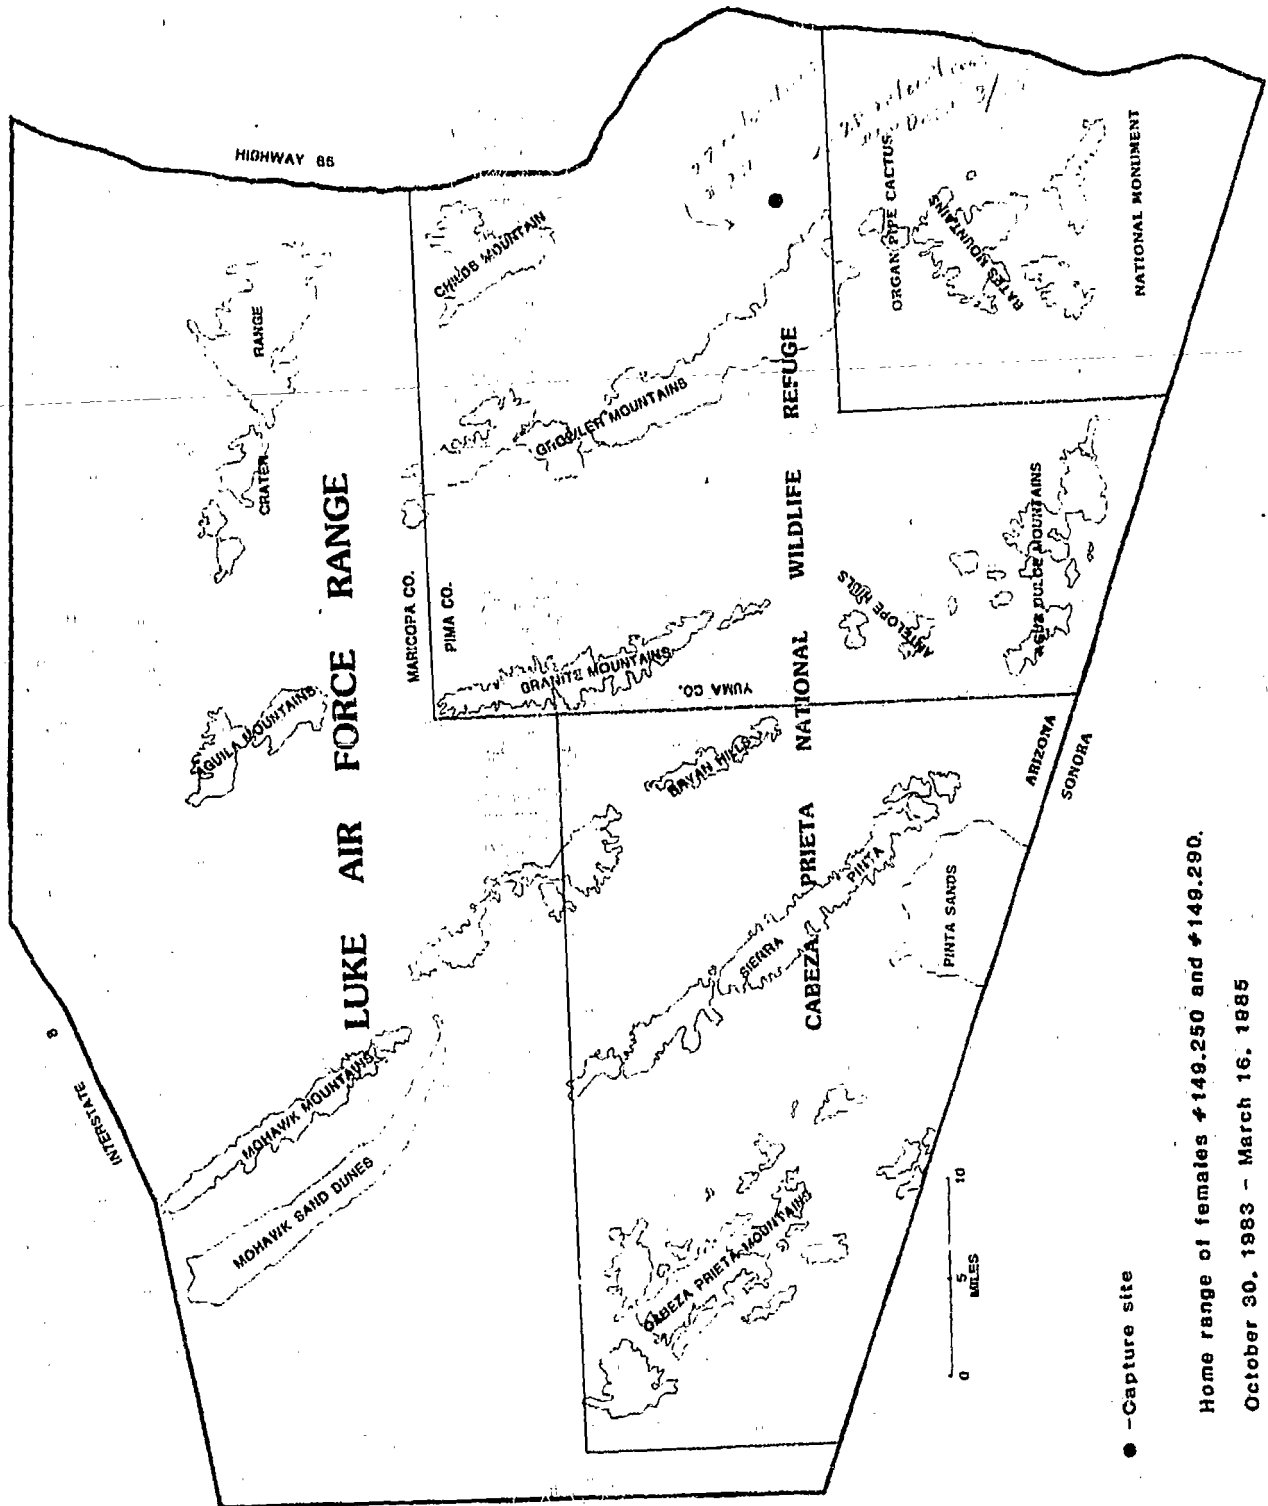 INTERSTATE
8
HIGHWAY 86
MOHAWK MOUNTAINS
MOHAWK SAND DUNES
AGUILA MOUNTAINS
CRATER
RANGE
LUKE AIR FORCE RANGE
MARICOPA CO.
PIMA CO.
YUMA CO.
CHILDS MOUNTAIN
GROWLER MOUNTAINS
GRANITE MOUNTAINS
BRYAN HILLS
CABEZA PRIETA NATIONAL WILDLIFE REFUGE
SIERRA
PINTA
CABEZA PRIETA MOUNTAINS
ANTELOPE HILLS
AGUA DULCE MOUNTAINS
PINTA SANDS
ORGAN PIPE CACTUS
BATES MOUNTAINS
NATIONAL MONUMENT
ARIZONA
SONORA
0 5 10
MILES
● -Capture site
Home range of females #149.250 and #149.290.
October 30, 1983 - March 16, 1985